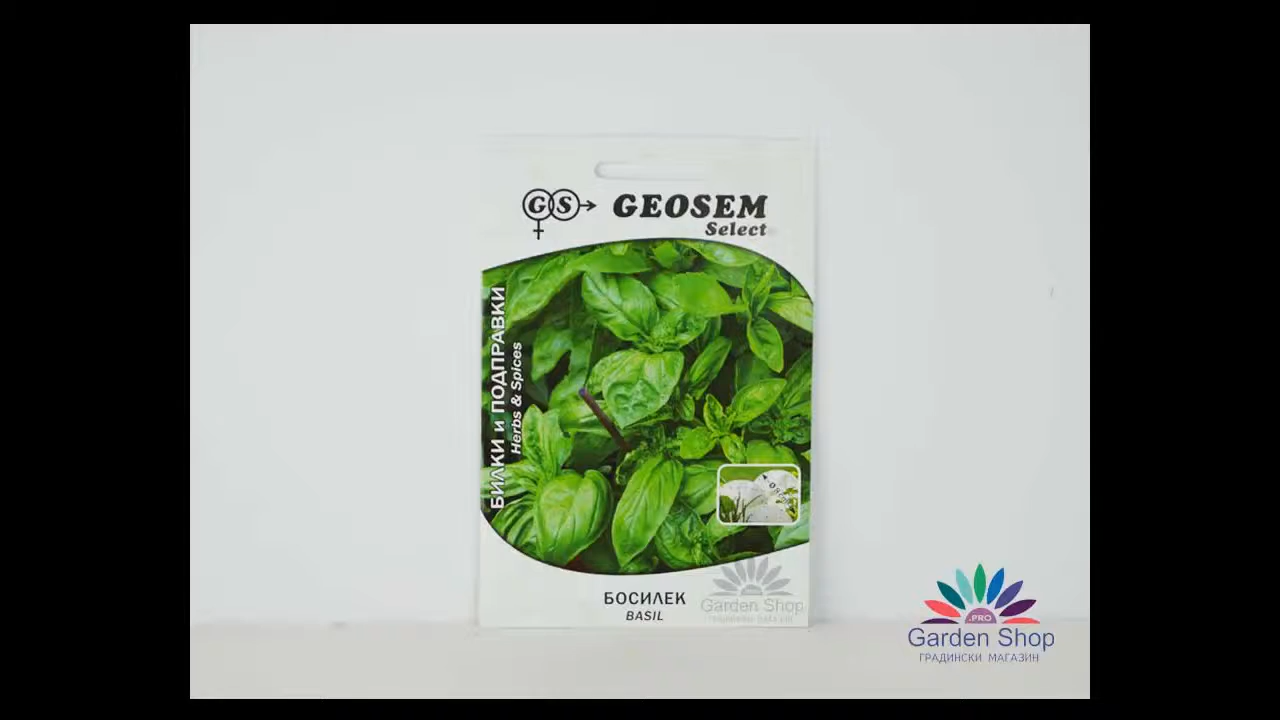 GS
GEOSEM
Select
БИЛКИ и ПОДПРАВКИ
Herbs & Spices
БОСИЛЕК
BASIL
Garden Shop
.PRO
Garden Shop
ГРАДИНСКИ МАГАЗИН